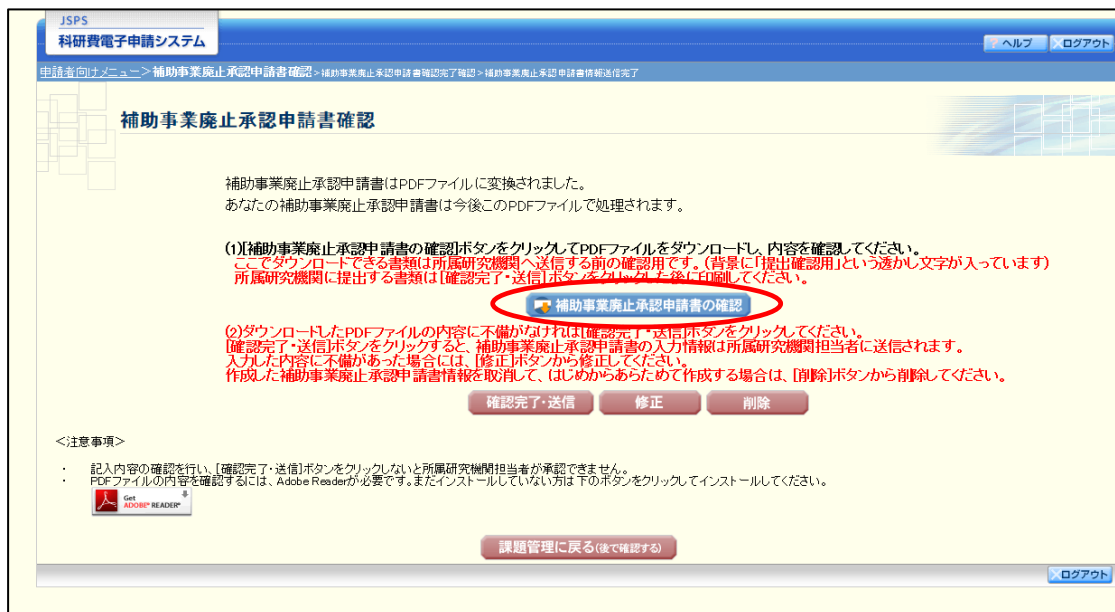 JSPS
科研費電子申請システム
? ヘルプ
ログアウト
申請者向けメニュー>補助事業廃止承認申請書確認>補助事業廃止承認申請書確認完了確認>補助事業廃止承認申請書情報送信完了
補助事業廃止承認申請書確認
補助事業廃止承認申請書はPDFファイルに変換されました。
あなたの補助事業廃止承認申請書は今後このPDFファイルで処理されます。
(1)[補助事業廃止承認申請書の確認]ボタンをクリックしてPDFファイルをダウンロードし、内容を確認してください。
ここでダウンロードできる書類は所属研究機関へ送信する前の確認用です。(背景に「提出確認用」という透かし文字が入っています)
所属研究機関に提出する書類は[確認完了・送信]ボタンをクリックした後に印刷してください。
補助事業廃止承認申請書の確認
(2)ダウンロードしたPDFファイルの内容に不備がなければ[確認完了・送信]ボタンをクリックしてください。
[確認完了・送信]ボタンをクリックすると、補助事業廃止承認申請書の入力情報は所属研究機関担当者に送信されます。
入力した内容に不備があった場合には、[修正]ボタンから修正してください。
作成した補助事業廃止承認申請書情報を取消して、はじめからあらためて作成する場合は、[削除]ボタンから削除してください。
確認完了・送信
修正
削除
<注意事項>
・ 記入内容の確認を行い、[確認完了・送信]ボタンをクリックしないと所属研究機関担当者が承認できません。
・ PDFファイルの内容を確認するには、Adobe Readerが必要です。まだインストールしていない方は下のボタンをクリックしてインストールしてください。
Get
ADOBE® READER®
課題管理に戻る(後で確認する)
ログアウト